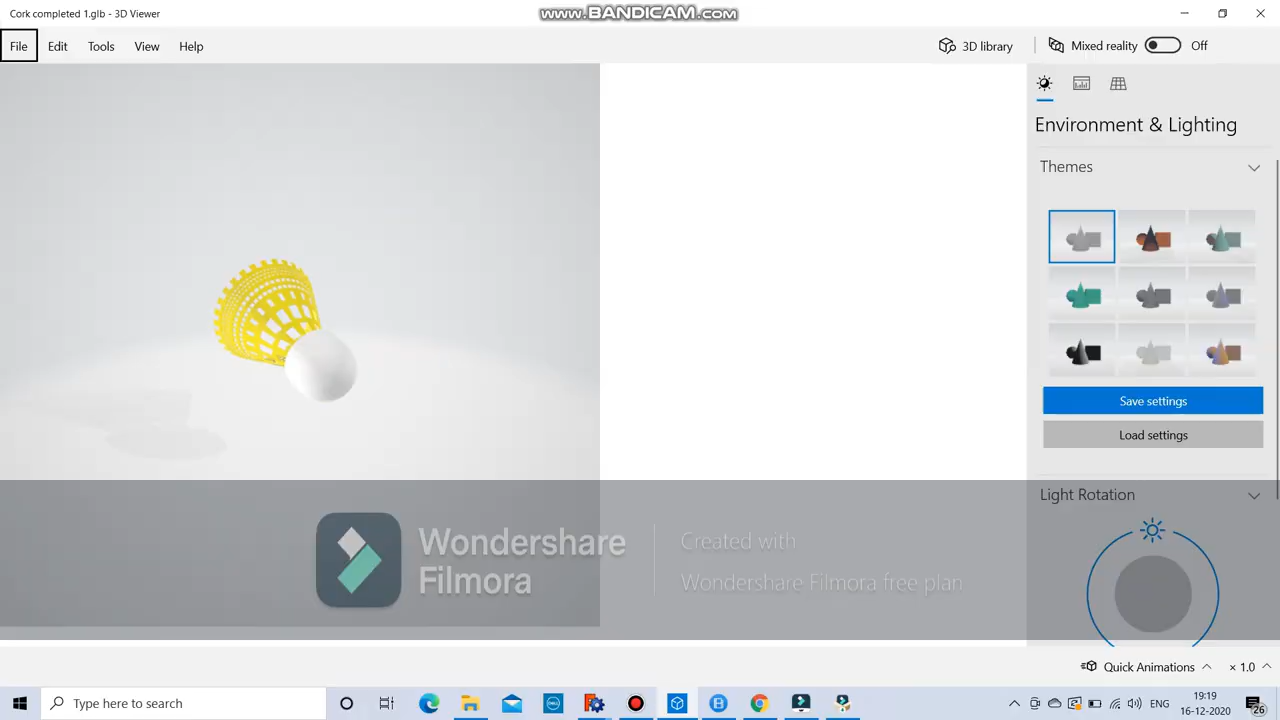 Cork completed 1.glb - 3D Viewer
www.BANDICAM.com
File Edit Tools View Help
3D library
Mixed reality Off
Environment & Lighting
Themes
Save settings
Load settings
Light Rotation
Wondershare
Filmora
Created with
Wondershare Filmora free plan
Quick Animations × 1.0
Type here to search
DELL
B
ENG
19:19
16-12-2020
26